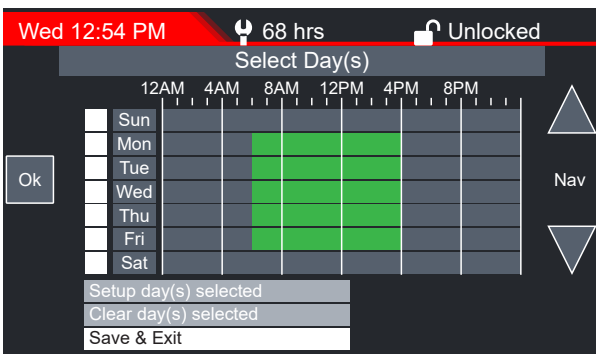 Wed 12:54 PM 68 hrs Unlocked
Select Day(s)
12AM 4AM 8AM 12PM 4PM 8PM
Sun
Mon
Tue
Ok Wed Nav
Thu
Fri
Sat
Setup day(s) selected
Clear day(s) selected
Save & Exit